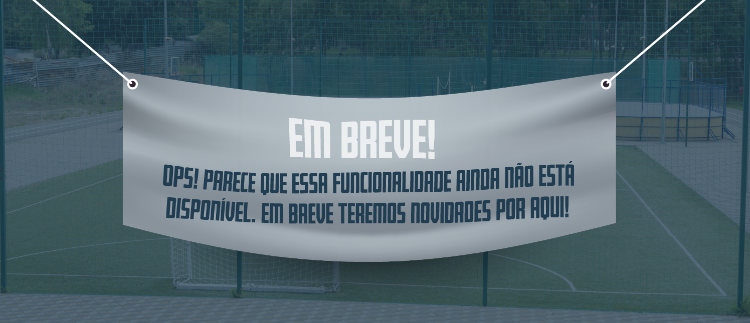 EM BREVE!
OPS! PARECE QUE ESSA FUNCIONALIDADE AINDA NÃO ESTÁ
DISPONÍVEL. EM BREVE TEREMOS NOVIDADES POR AQUI!